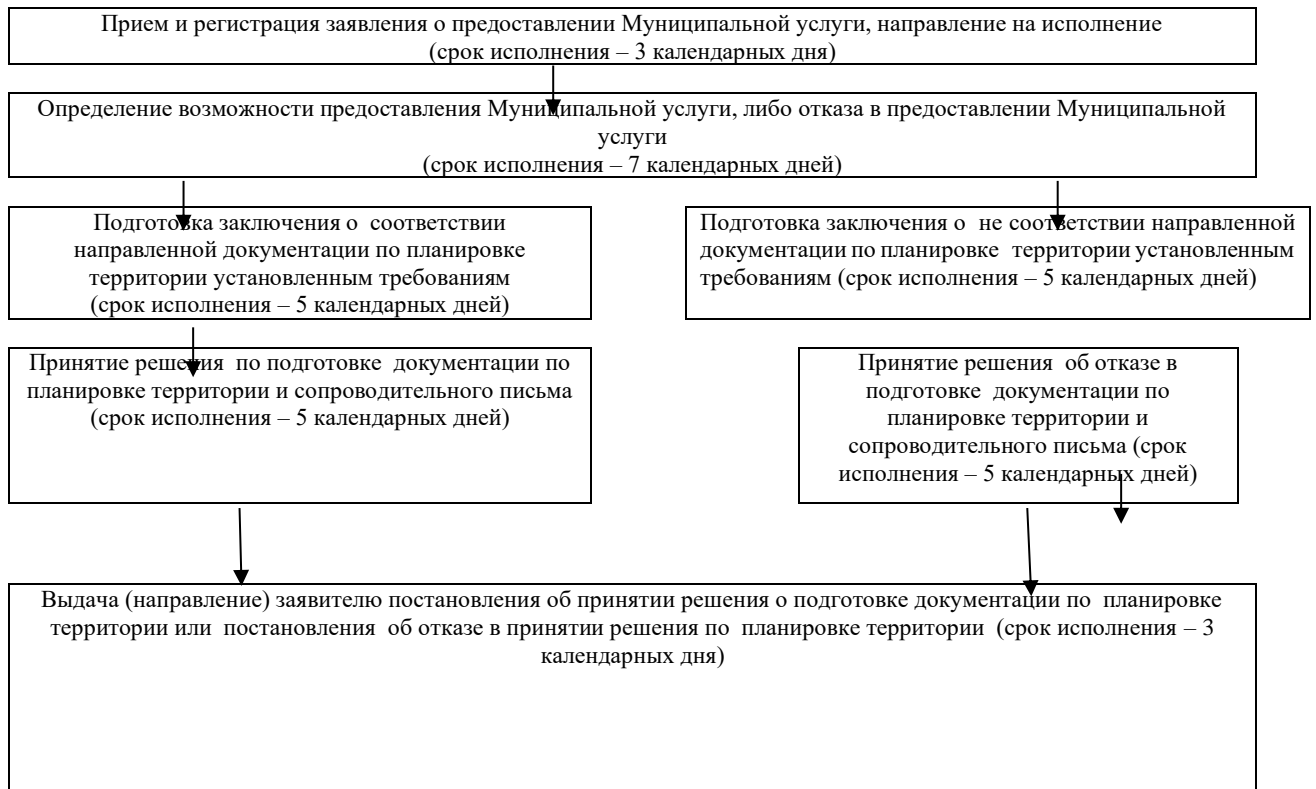 Прием и регистрация заявления о предоставлении Муниципальной услуги, направление на исполнение
(срок исполнения – 3 календарных дня)
Определение возможности предоставления Муниципальной услуги, либо отказа в предоставлении Муниципальной
услуги
(срок исполнения – 7 календарных дней)
Подготовка заключения о соответствии
направленной документации по планировке
территории установленным требованиям
(срок исполнения – 5 календарных дней)
Подготовка заключения о не соответствии направленной
документации по планировке территории установленным
требованиям (срок исполнения – 5 календарных дней)
Принятие решения по подготовке документации по
планировке территории и сопроводительного письма
(срок исполнения – 5 календарных дней)
Принятие решения об отказе в
подготовке документации по
планировке территории и
сопроводительного письма (срок
исполнения – 5 календарных дней)
Выдача (направление) заявителю постановления об принятии решения о подготовке документации по планировке
территории или постановления об отказе в принятии решения по планировке территории (срок исполнения – 3
календарных дня)